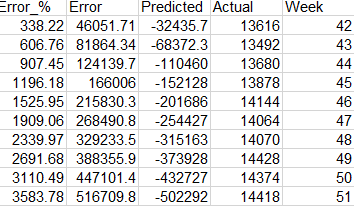 Error_% Error Predicted Actual Week
338.22 46051.71 -32435.7 13616 42
606.76 81864.34 -68372.3 13492 43
907.45 124139.7 -110460 13680 44
1196.18 166006 -152128 13878 45
1525.95 215830.3 -201686 14144 46
1909.06 268490.8 -254427 14064 47
2339.97 329233.5 -315163 14070 48
2691.68 388355.9 -373928 14428 49
3110.49 447101.4 -432727 14374 50
3583.78 516709.8 -502292 14418 51